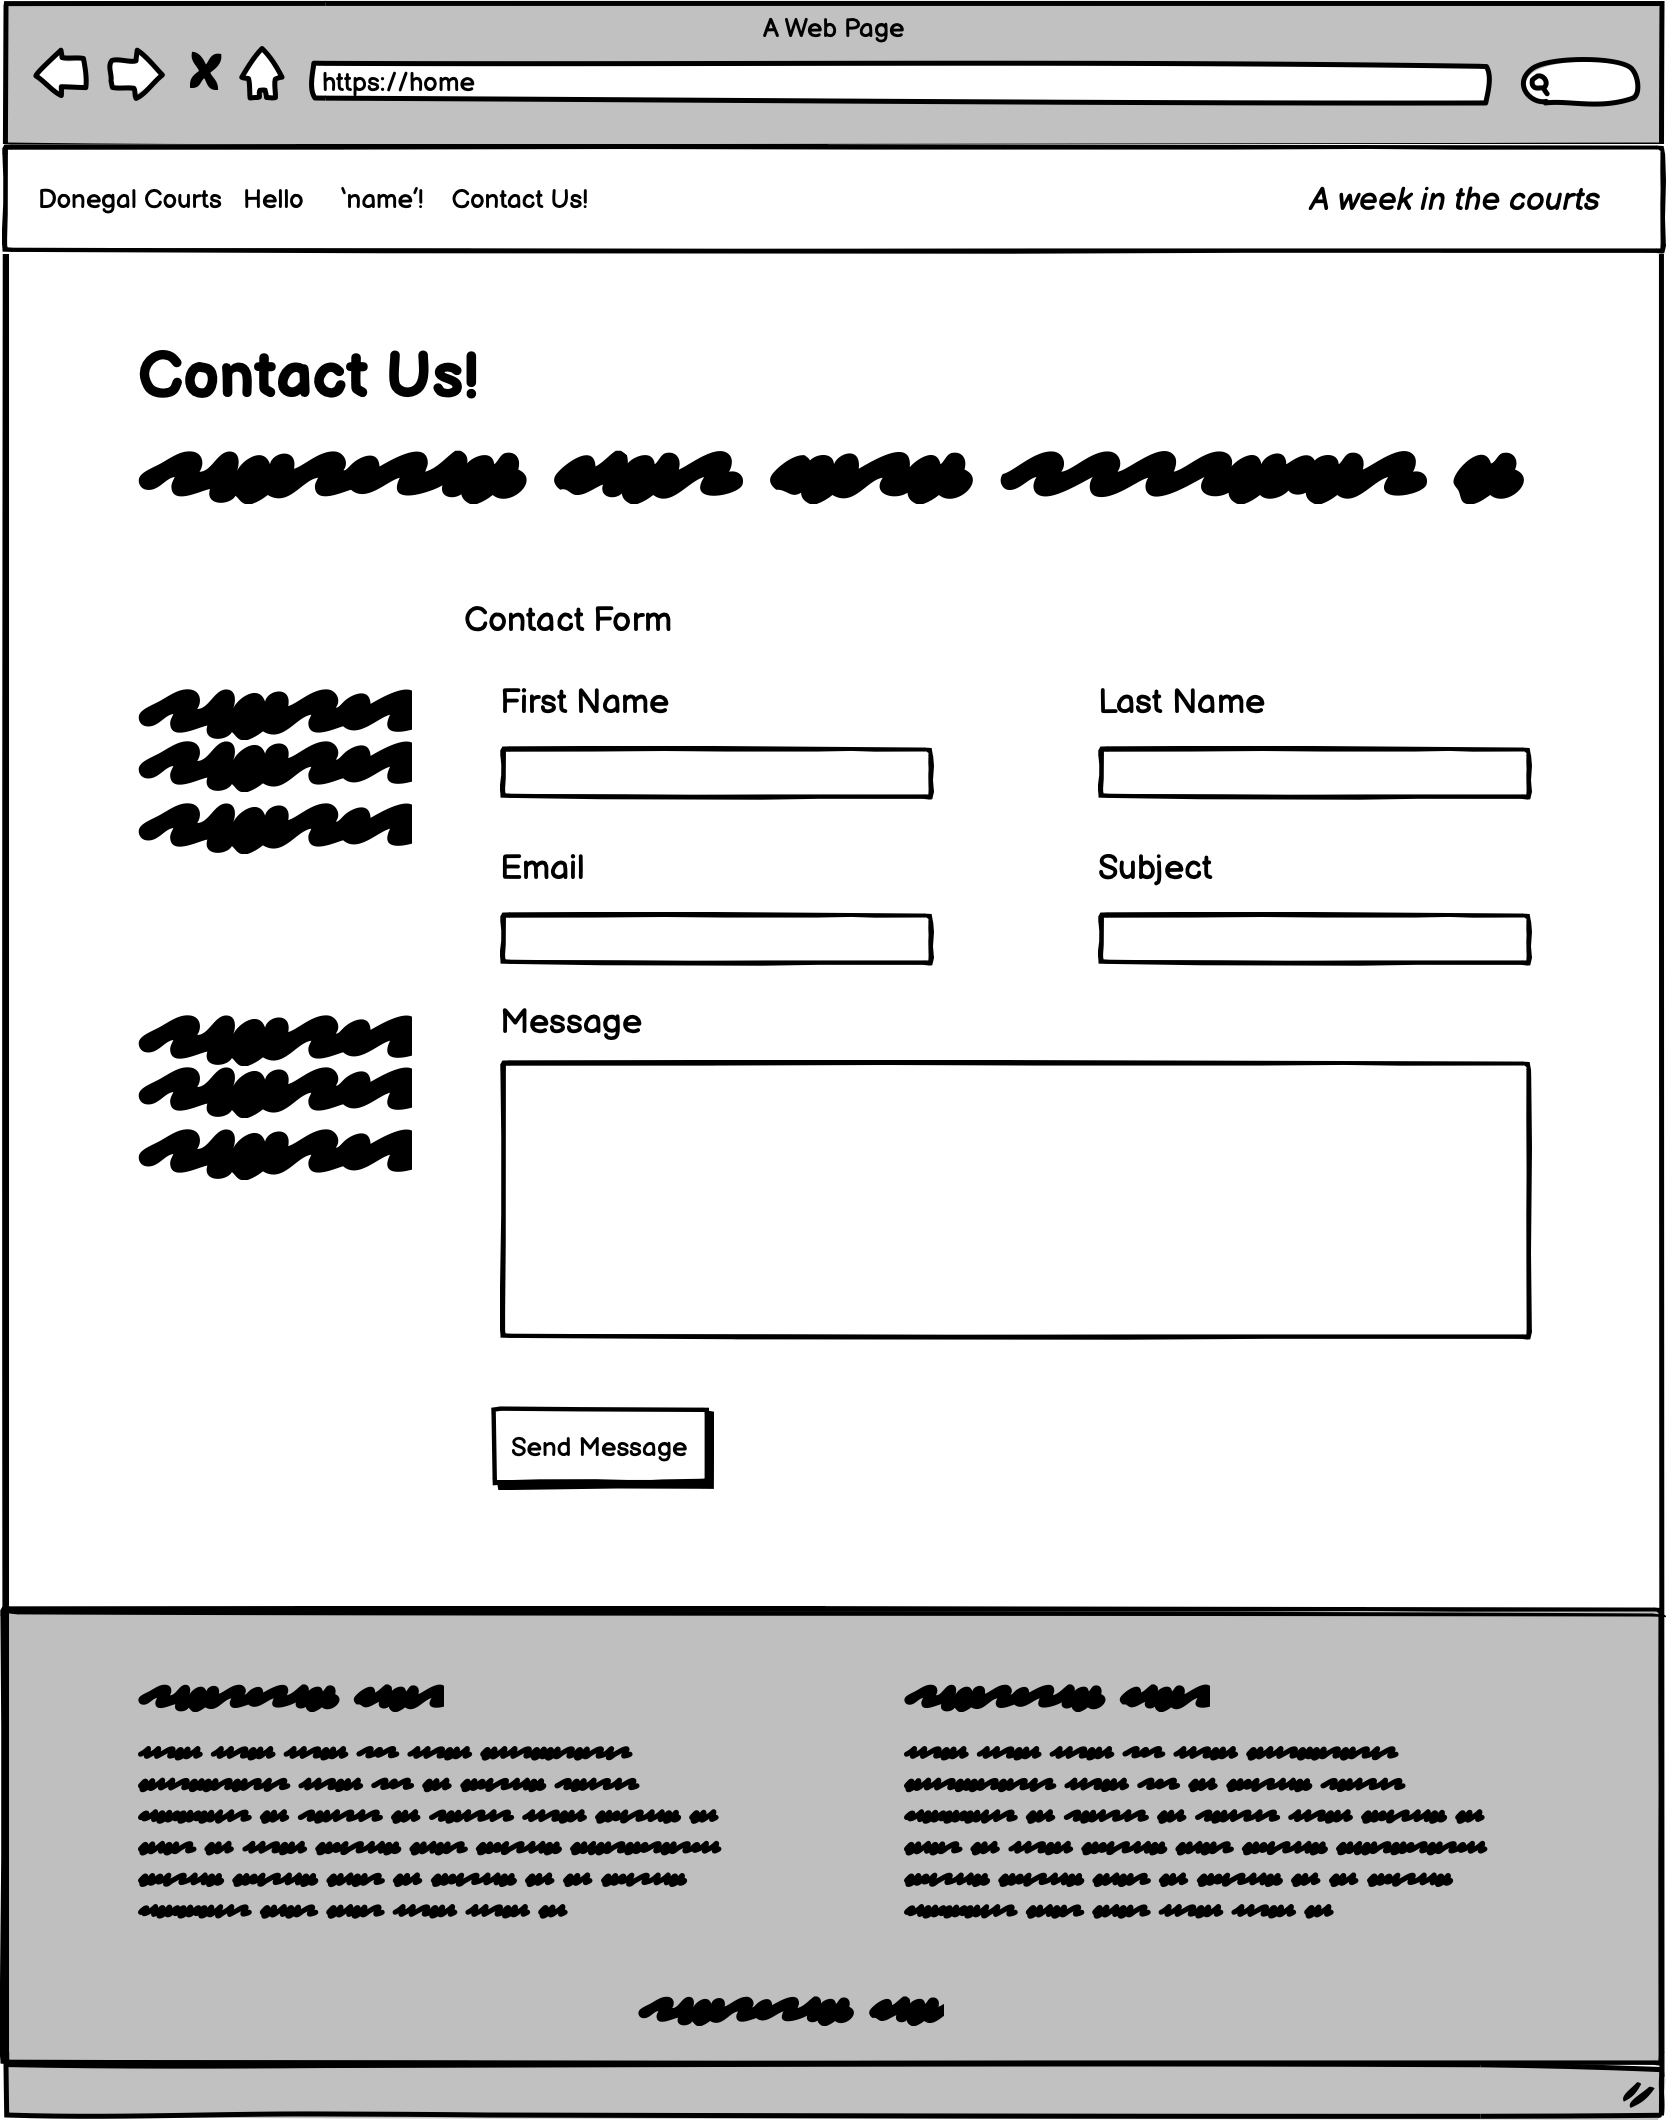 A Web Page
https://home
Donegal Courts Hello 'name'! Contact Us! A week in the courts
Contact Us!
Contact Form
First Name Last Name
Email Subject
Message
Send Message